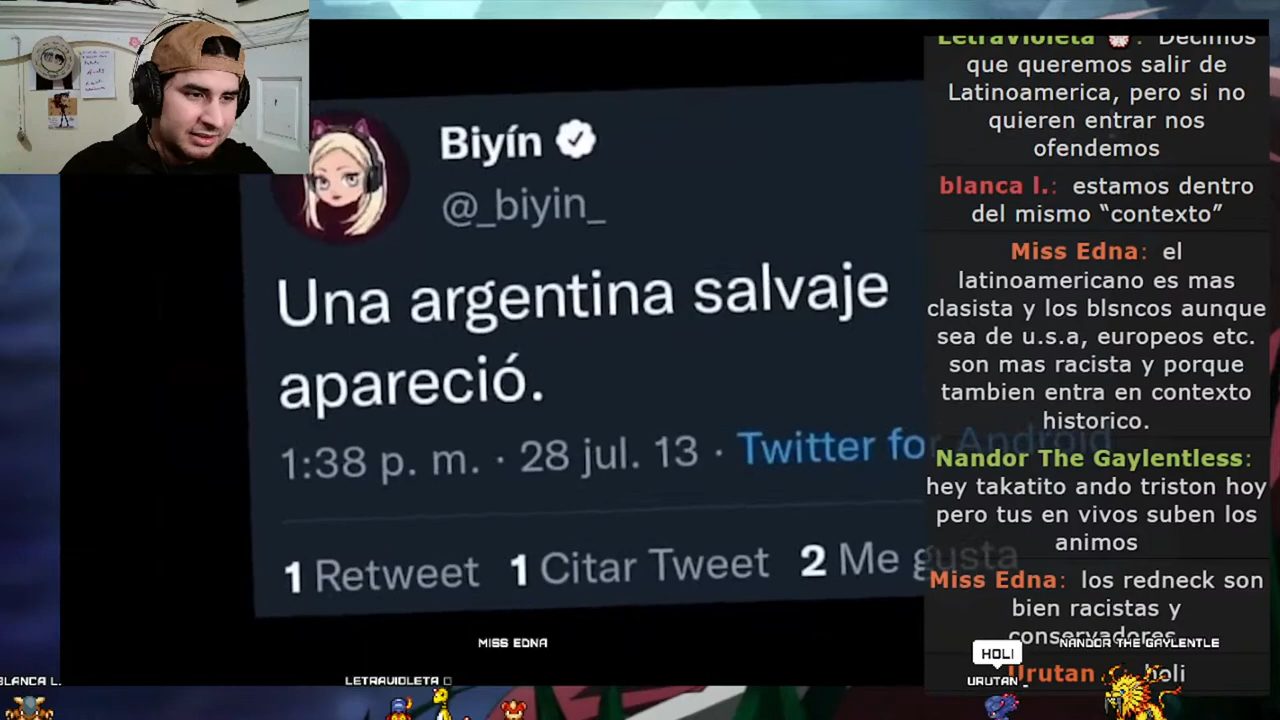 Biyín
@_biyin_
Una argentina salvaje
apareció.
1:38 p. m. · 28 jul. 13 · Twitter for Android
1 Retweet 1 Citar Tweet 2 Me gusta
LetraVioleta : Decimos
que queremos salir de
Latinoamerica, pero si no
quieren entrar nos
ofendemos
blanca l.: estamos dentro
del mismo “contexto”
Miss Edna: el
latinoamericano es mas
clasista y los blsncos aunque
sea de u.s.a, europeos etc.
son mas racista y porque
tambien entra en contexto
historico.
Nandor The Gaylentless:
hey takatito ando triston hoy
pero tus en vivos suben los
animos
Miss Edna: los redneck son
bien racistas y
conservadores
Urutan : holi
MISS EDNA
NANDOR THE GAYLENTLE
HOLI
BLANCA L.
LETRAVIOLETA
URUTAN